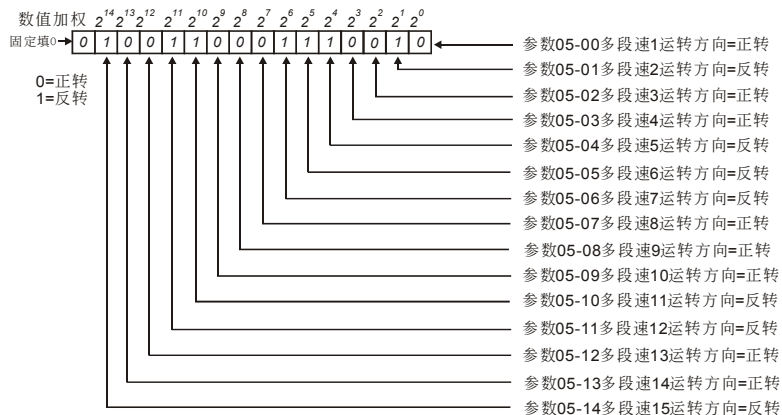 数值加权 2^14 2^13 2^12 2^11 2^10 2^9 2^8 2^7 2^6 2^5 2^4 2^3 2^2 2^1 2^0
固定填0 0 1 0 0 1 1 0 0 0 1 1 1 0 0 1 0
0=正转
1=反转
参数05-00多段速1运转方向=正转
参数05-01多段速2运转方向=反转
参数05-02多段速3运转方向=正转
参数05-03多段速4运转方向=正转
参数05-04多段速5运转方向=反转
参数05-05多段速6运转方向=反转
参数05-06多段速7运转方向=反转
参数05-07多段速8运转方向=正转
参数05-08多段速9运转方向=正转
参数05-09多段速10运转方向=正转
参数05-10多段速11运转方向=反转
参数05-11多段速12运转方向=反转
参数05-12多段速13运转方向=正转
参数05-13多段速14运转方向=正转
参数05-14多段速15运转方向=反转